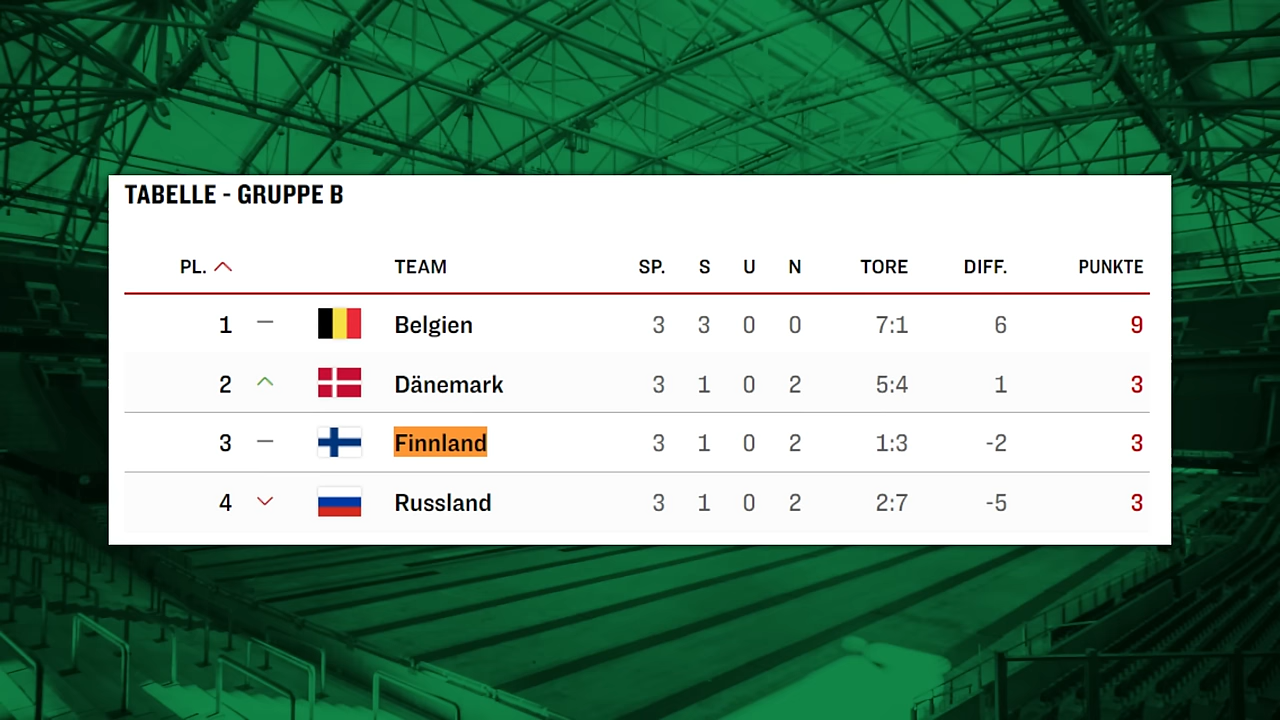 TABELLE - GRUPPE B
PL. TEAM SP. S U N TORE DIFF. PUNKTE
1 Belgien 3 3 0 0 7:1 6 9
2 Dänemark 3 1 0 2 5:4 1 3
3 Finnland 3 1 0 2 1:3 -2 3
4 Russland 3 1 0 2 2:7 -5 3